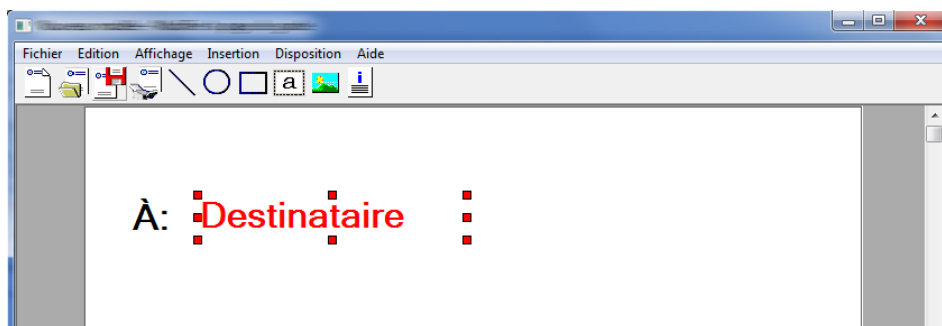 Fichier Edition Affichage Insertion Disposition Aide
a
À: Destinataire